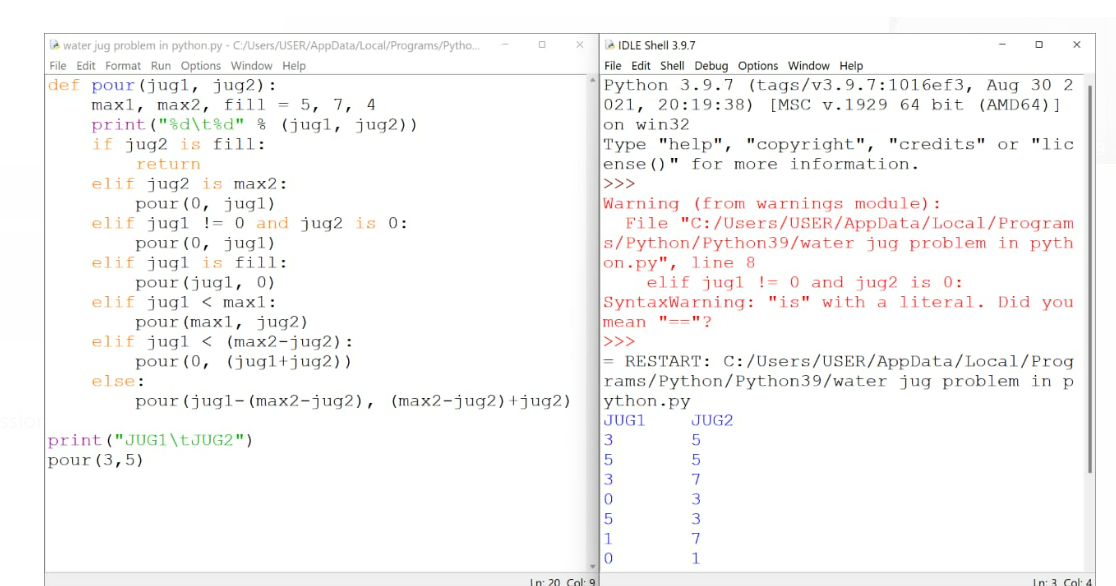 water jug problem in python.py - C:/Users/USER/AppData/Local/Programs/Pytho...
File Edit Format Run Options Window Help
def pour(jug1, jug2):
    max1, max2, fill = 5, 7, 4
    print("%d\t%d" % (jug1, jug2))
    if jug2 is fill:
        return
    elif jug2 is max2:
        pour(0, jug1)
    elif jug1 != 0 and jug2 is 0:
        pour(0, jug1)
    elif jug1 is fill:
        pour(jug1, 0)
    elif jug1 < max1:
        pour(max1, jug2)
    elif jug1 < (max2-jug2):
        pour(0, (jug1+jug2))
    else:
        pour(jug1-(max2-jug2), (max2-jug2)+jug2)
print("JUG1\tJUG2")
pour(3,5)
Ln: 20 Col: 9
IDLE Shell 3.9.7
File Edit Shell Debug Options Window Help
Python 3.9.7 (tags/v3.9.7:1016ef3, Aug 30 2
021, 20:19:38) [MSC v.1929 64 bit (AMD64)]
on win32
Type "help", "copyright", "credits" or "lic
ense()" for more information.
>>>
Warning (from warnings module):
  File "C:/Users/USER/AppData/Local/Program
s/Python/Python39/water jug problem in pyth
on.py", line 8
    elif jug1 != 0 and jug2 is 0:
SyntaxWarning: "is" with a literal. Did you
mean "=="?
>>>
= RESTART: C:/Users/USER/AppData/Local/Prog
rams/Python/Python39/water jug problem in p
ython.py
JUG1 JUG2
3 5
5 5
3 7
0 3
5 3
1 7
0 1
Ln: 3 Col: 4